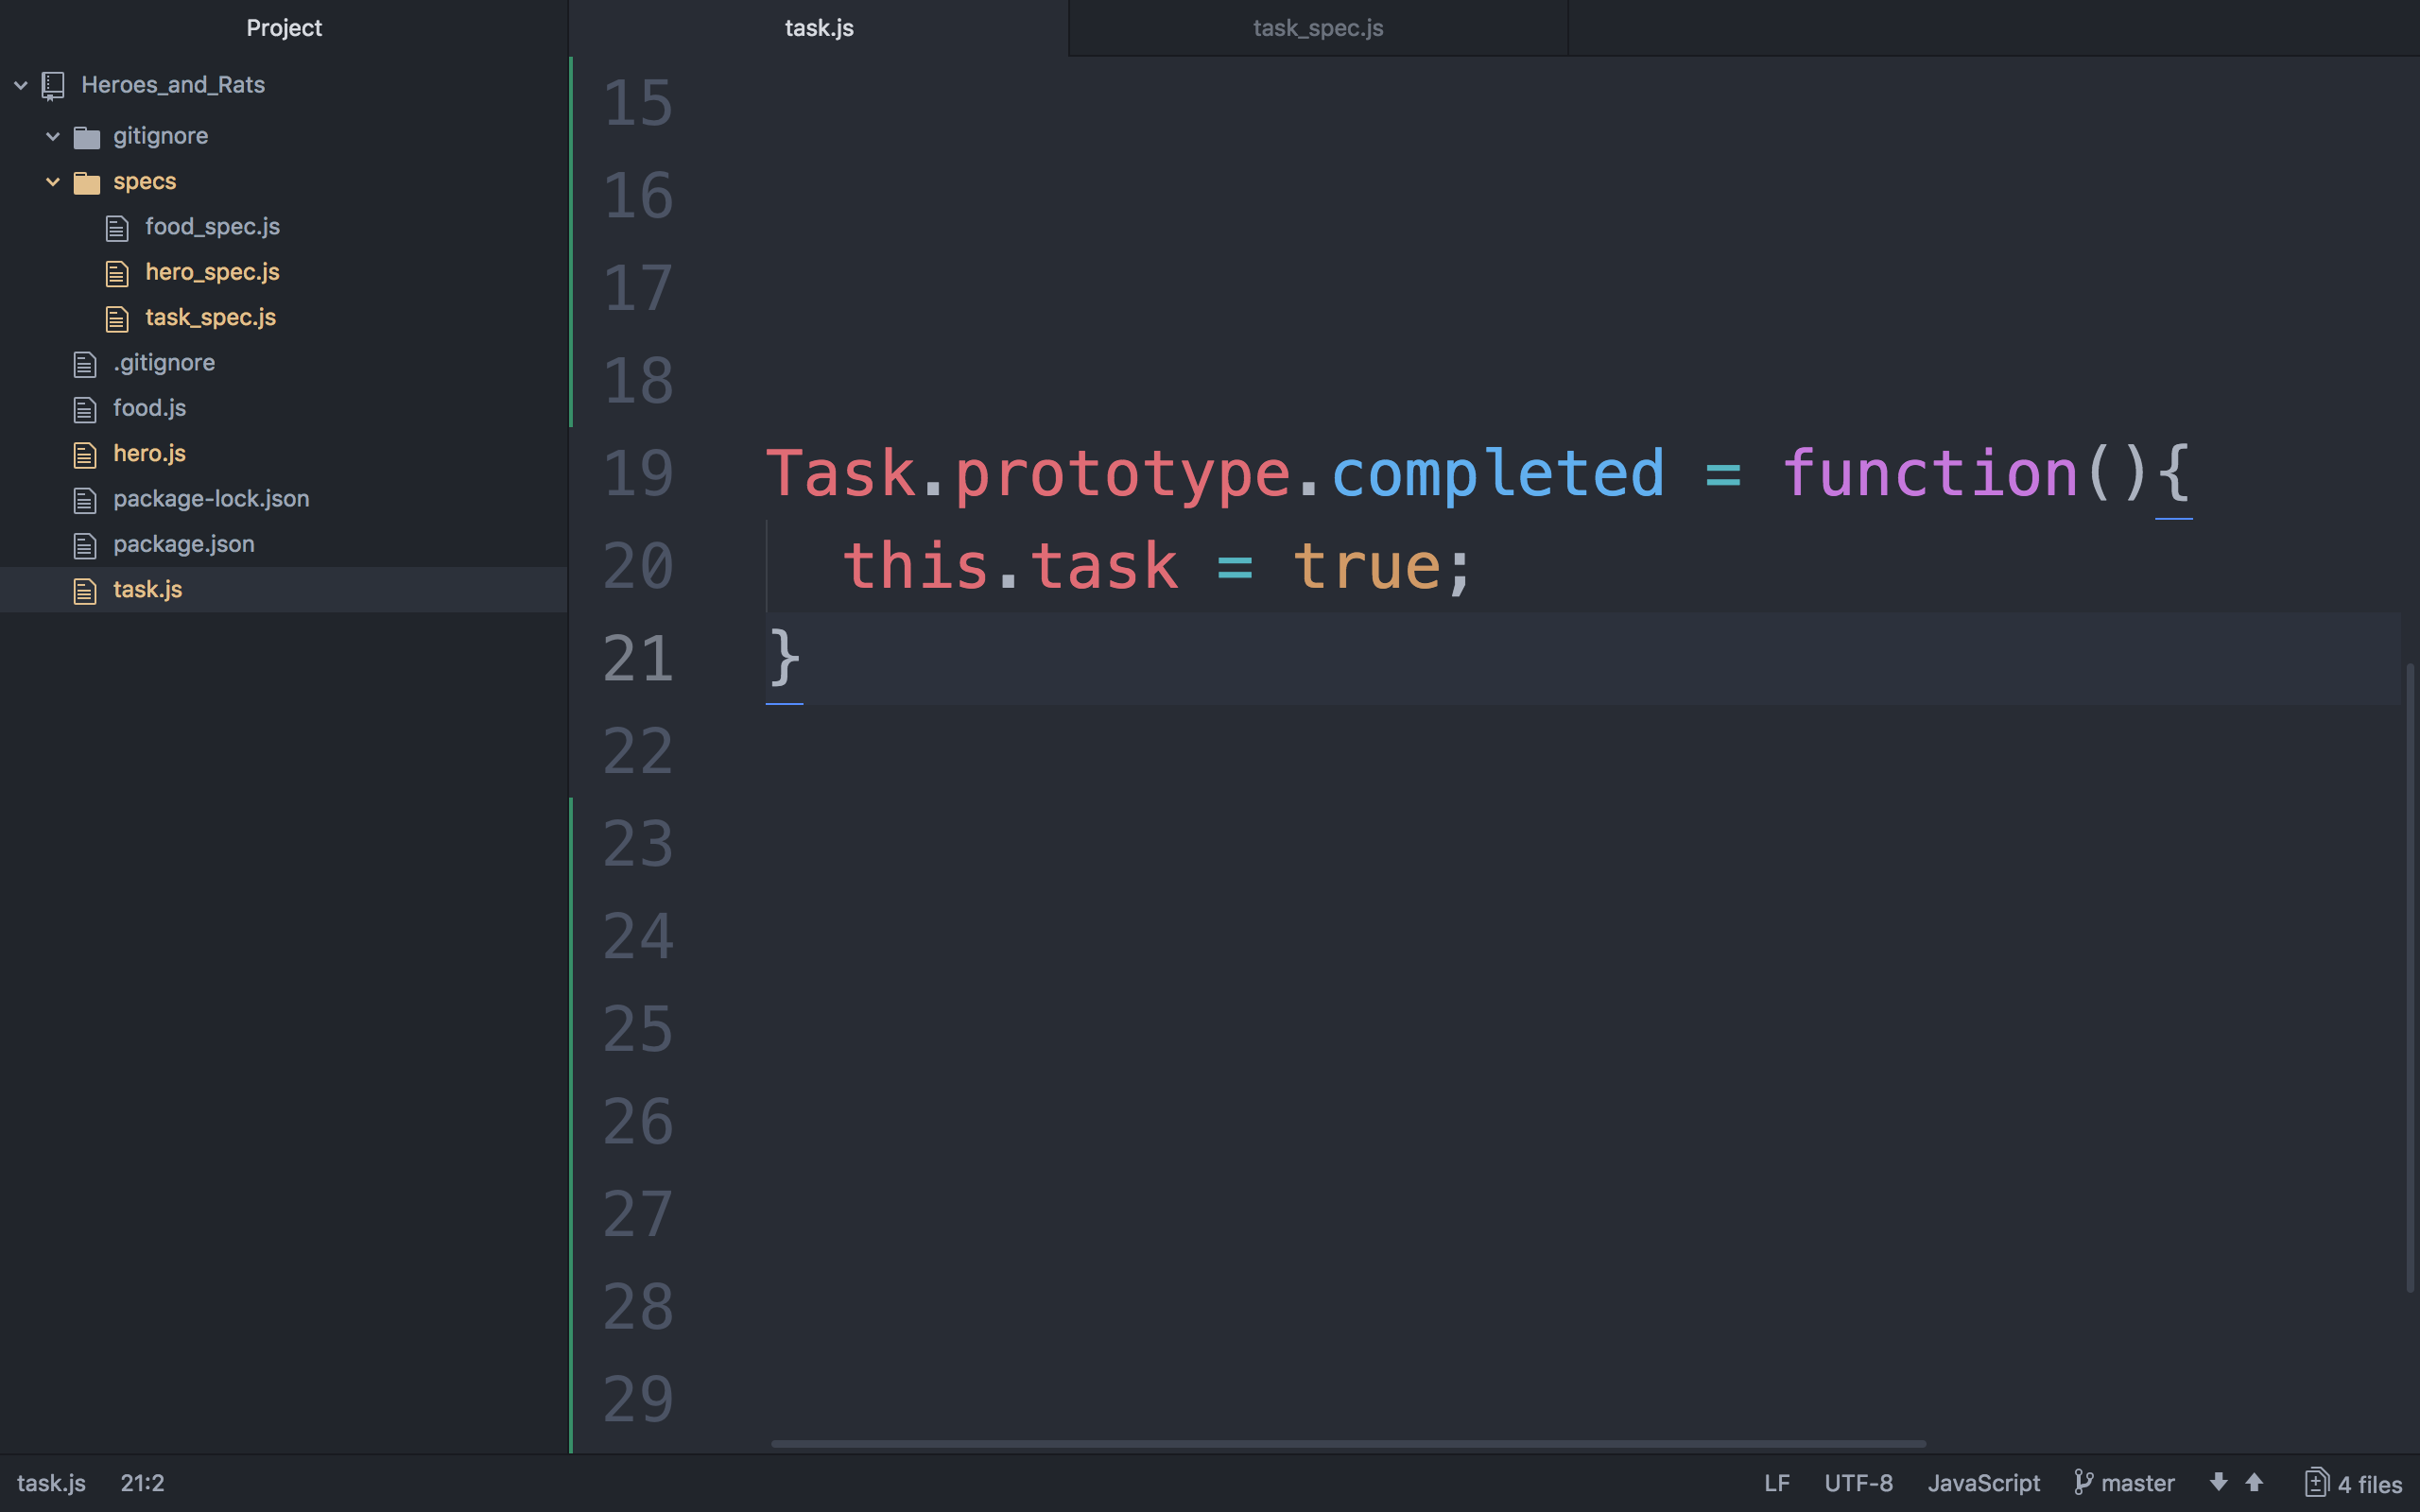 Project
Heroes_and_Rats
gitignore
specs
food_spec.js
hero_spec.js
task_spec.js
.gitignore
food.js
hero.js
package-lock.json
package.json
task.js
task.js
task_spec.js
15
16
17
18
19 Task.prototype.completed = function(){
20 this.task = true;
21 }
22
23
24
25
26
27
28
29
task.js 21:2 LF UTF-8 JavaScript master 4 files